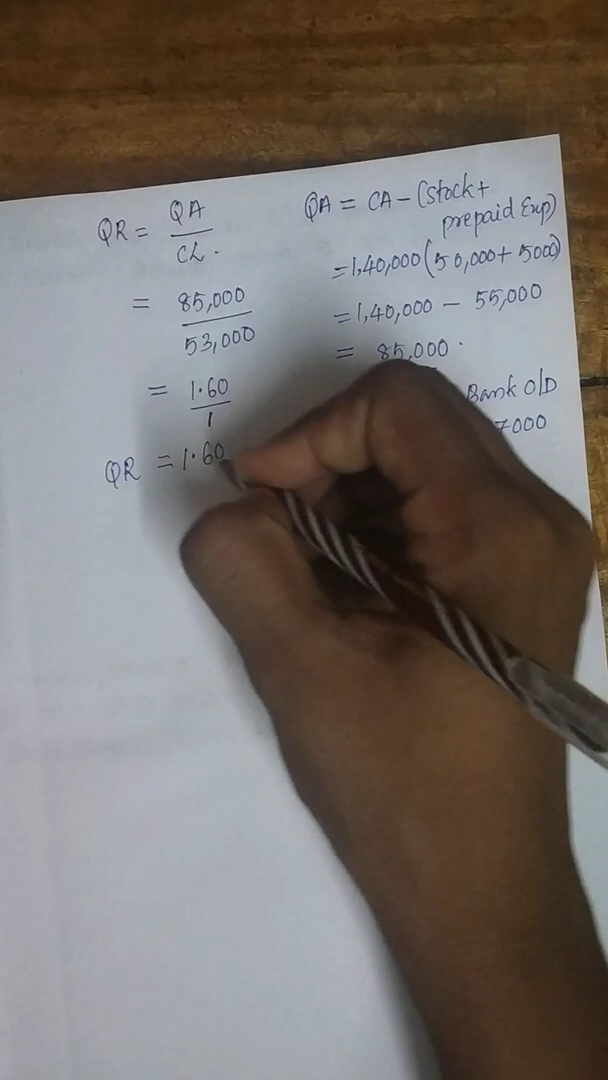 QR = QA
CL.
= 85,000
53,000
= 1.60
1
QR = 1.60
QA = CA - (Stock +
prepaid Exp)
= 1,40,000 (50,000 + 5000)
= 1,40,000 - 55,000
= 85,000.
Bank O/D
7000